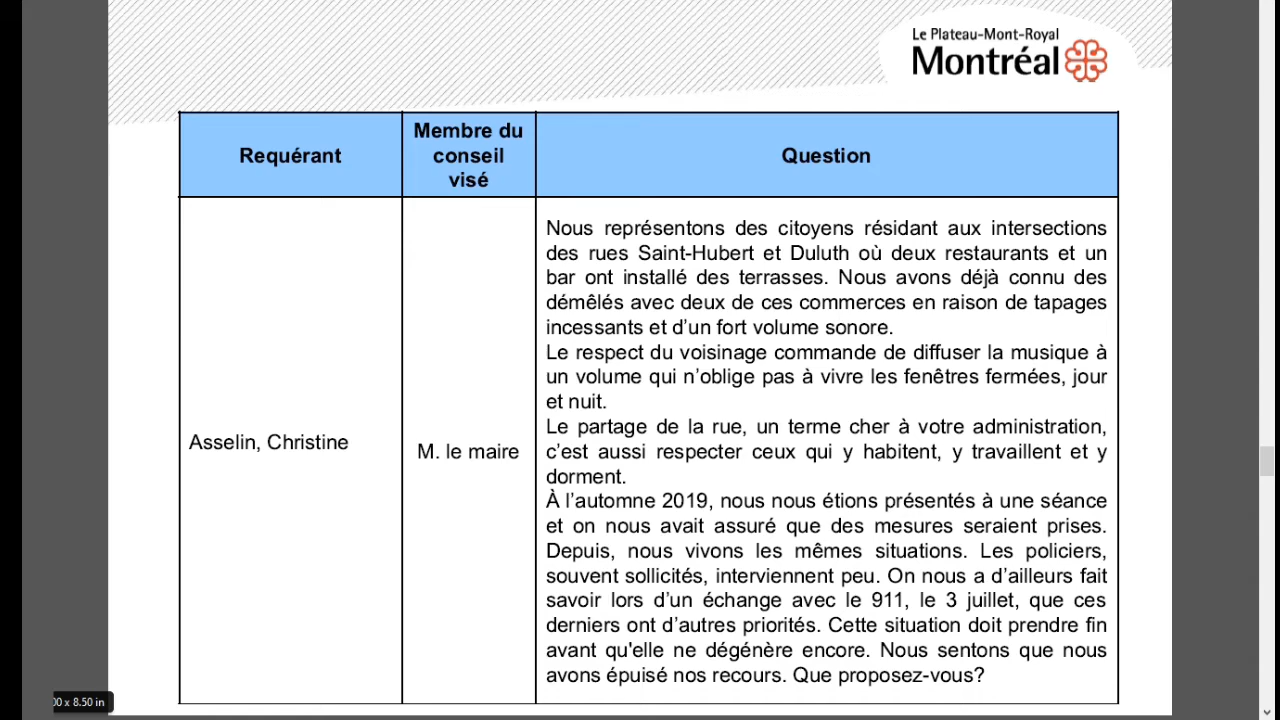 Le Plateau-Mont-Royal
Montréal
Requérant
Membre du
conseil
visé
Question
Asselin, Christine
M. le maire
Nous représentons des citoyens résidant aux intersections
des rues Saint-Hubert et Duluth où deux restaurants et un
bar ont installé des terrasses. Nous avons déjà connu des
démêlés avec deux de ces commerces en raison de tapages
incessants et d’un fort volume sonore.
Le respect du voisinage commande de diffuser la musique à
un volume qui n’oblige pas à vivre les fenêtres fermées, jour
et nuit.
Le partage de la rue, un terme cher à votre administration,
c’est aussi respecter ceux qui y habitent, y travaillent et y
dorment.
À l’automne 2019, nous nous étions présentés à une séance
et on nous avait assuré que des mesures seraient prises.
Depuis, nous vivons les mêmes situations. Les policiers,
souvent sollicités, interviennent peu. On nous a d’ailleurs fait
savoir lors d’un échange avec le 911, le 3 juillet, que ces
derniers ont d’autres priorités. Cette situation doit prendre fin
avant qu'elle ne dégénère encore. Nous sentons que nous
avons épuisé nos recours. Que proposez-vous?
00 x 8.50 in